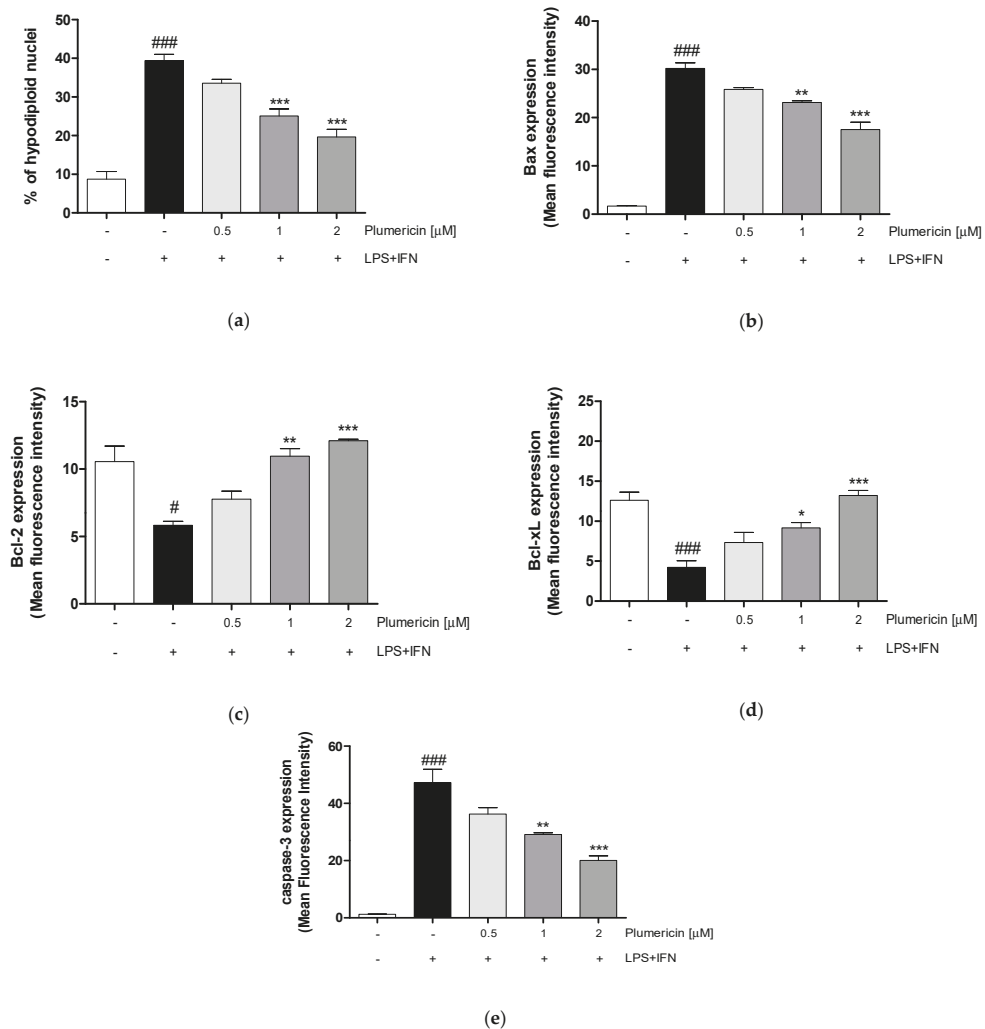 % of hypodiploid nuclei
50
40
30
20
10
0
###
***
***
- - 0.5 1 2 Plumericin [µM]
- + + + + LPS+IFN
(a)
Bax expression
(Mean fluorescence intensity)
40
30
20
10
0
###
**
***
- - 0.5 1 2 Plumericin [µM]
- + + + + LPS+IFN
(b)
Bcl-2 expression
(Mean fluorescence intensity)
15
10
5
0
#
**
***
- - 0.5 1 2 Plumericin [µM]
- + + + + LPS+IFN
(c)
Bcl-xL expression
(Mean fluorescence intensity)
25
20
15
10
5
0
###
*
***
- - 0.5 1 2 Plumericin [µM]
- + + + + LPS+IFN
(d)
caspase-3 expression
(Mean Fluorescence Intensity)
60
40
20
0
###
**
***
- - 0.5 1 2 Plumericin [µM]
- + + + + LPS+IFN
(e)